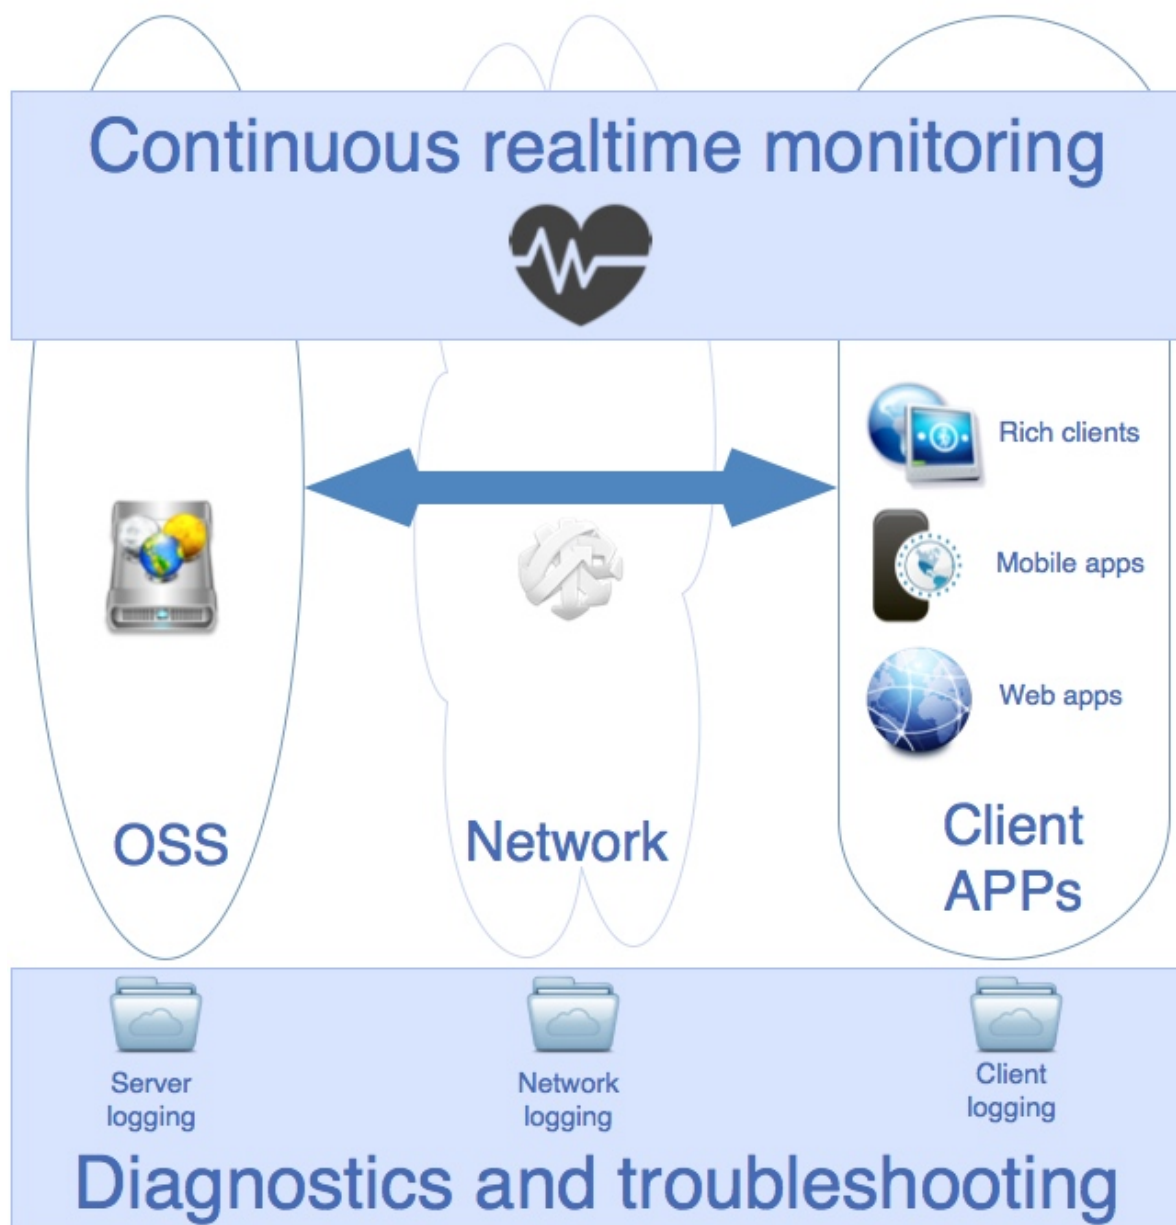 Continuous realtime monitoring
Rich clients
Mobile apps
Web apps
OSS
Network
Client
APPs
Server
logging
Network
logging
Client
logging
Diagnostics and troubleshooting